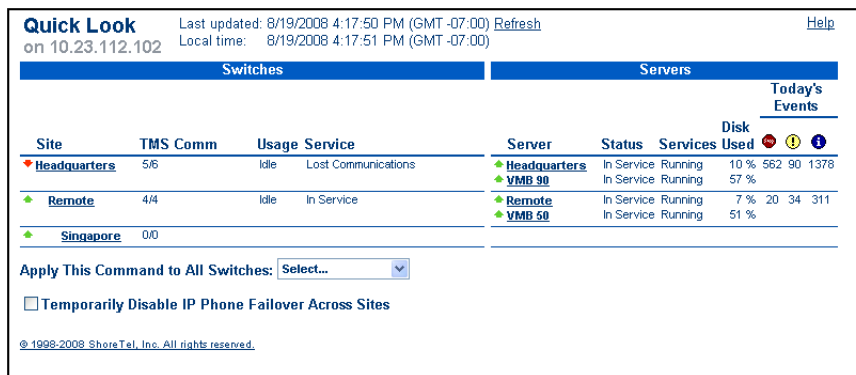 Quick Look
on 10.23.112.102
Last updated: 8/19/2008 4:17:50 PM (GMT -07:00) Refresh
Local time: 8/19/2008 4:17:51 PM (GMT -07:00)
Help
Switches
Site TMS Comm Usage Service
Headquarters 5/6 Idle Lost Communications
Remote 4/4 Idle In Service
Singapore 0/0
Servers
Today's
Events
Disk
Server Status Services Used
Headquarters In Service Running 10 % 562 90 1378
VMB 90 In Service Running 57 %
Remote In Service Running 7 % 20 34 311
VMB 50 In Service Running 51 %
Apply This Command to All Switches: Select...
Temporarily Disable IP Phone Failover Across Sites
© 1998-2008 ShoreTel, Inc. All rights reserved.